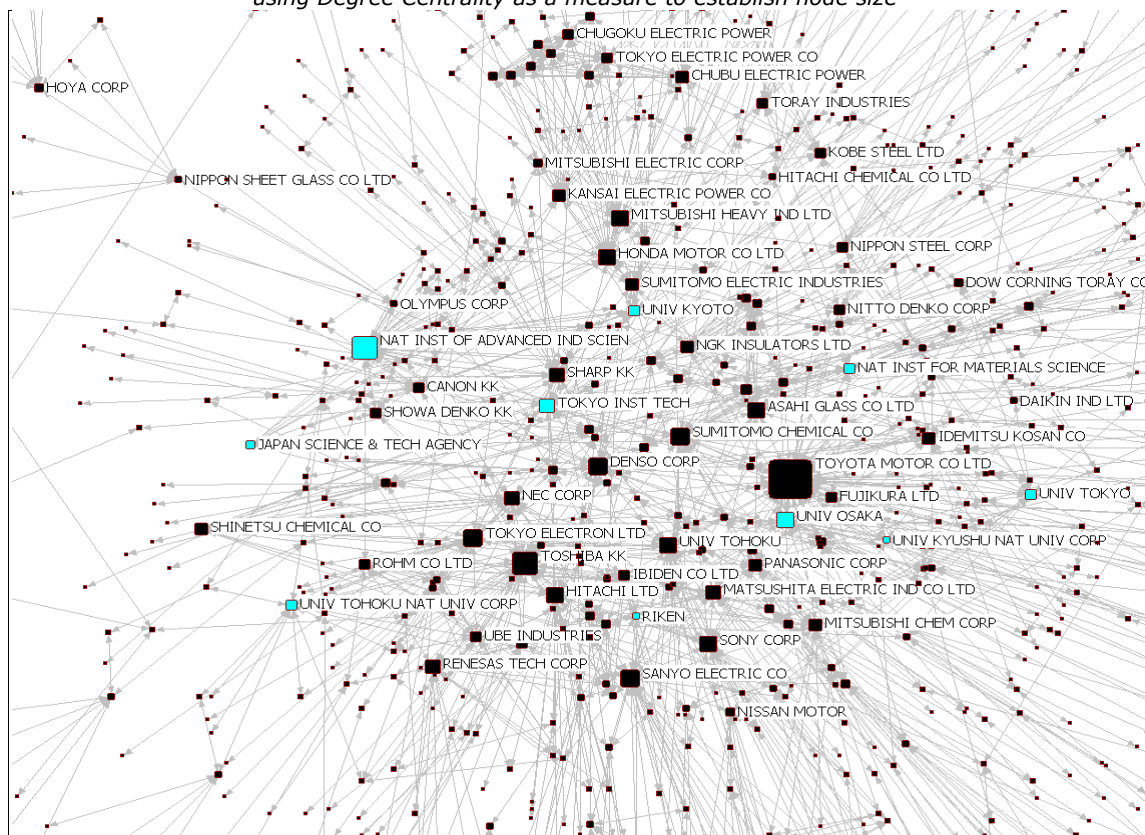 using Degree Centrality as a measure to establish node size
CHUGOKU ELECTRIC POWER
TOKYO ELECTRIC POWER CO
CHUBU ELECTRIC POWER
HOYA CORP
TORAY INDUSTRIES
KOBE STEEL LTD
MITSUBISHI ELECTRIC CORP
HITACHI CHEMICAL CO LTD
NIPPON SHEET GLASS CO LTD
KANSAI ELECTRIC POWER CO
MITSUBISHI HEAVY IND LTD
NIPPON STEEL CORP
HONDA MOTOR CO LTD
SUMITOMO ELECTRIC INDUSTRIES
DOW CORNING TORAY CO
OLYMPUS CORP
UNIV KYOTO
NITTO DENKO CORP
NAT INST OF ADVANCED IND SCIEN
NGK INSULATORS LTD
NAT INST FOR MATERIALS SCIENCE
SHARP KK
CANON KK
TOKYO INST TECH
DAIKIN IND LTD
SHOWA DENKO KK
ASAHI GLASS CO LTD
SUMITOMO CHEMICAL CO
IDEMITSU KOSAN CO
JAPAN SCIENCE & TECH AGENCY
DENSO CORP
TOYOTA MOTOR CO LTD
NEC CORP
FUJIKURA LTD
UNIV TOKYO
UNIV OSAKA
SHINETSU CHEMICAL CO
TOKYO ELECTRON LTD
UNIV TOHOKU
UNIV KYUSHU NAT UNIV CORP
TOSHIBA KK
ROHM CO LTD
PANASONIC CORP
IBIDEN CO LTD
HITACHI LTD
MATSUSHITA ELECTRIC IND CO LTD
UNIV TOHOKU NAT UNIV CORP
RIKEN
MITSUBISHI CHEM CORP
UBE INDUSTRIES
SONY CORP
RENESAS TECH CORP
SANYO ELECTRIC CO
NISSAN MOTOR